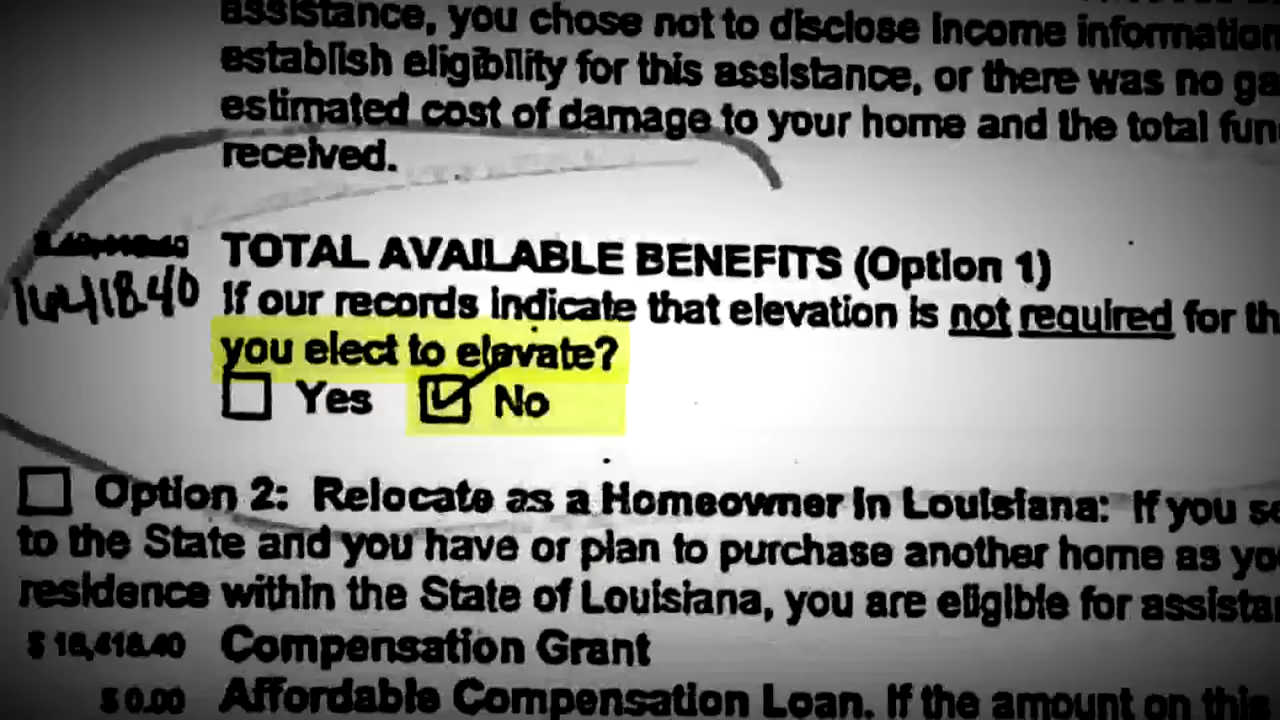 assistance, you chose not to disclose income information
establish eligibility for this assistance, or there was no ga
estimated cost of damage to your home and the total fun
received.
TOTAL AVAILABLE BENEFITS (Option 1)
16,418.40 If our records indicate that elevation is not required for th
you elect to elevate?
Yes No
Option 2: Relocate as a Homeowner in Louisiana: If you se
to the State and you have or plan to purchase another home as yo
residence within the State of Louisiana, you are eligible for assista
$ 16,418.40 Compensation Grant
$ 0.00 Affordable Compensation Loan. If the amount on this